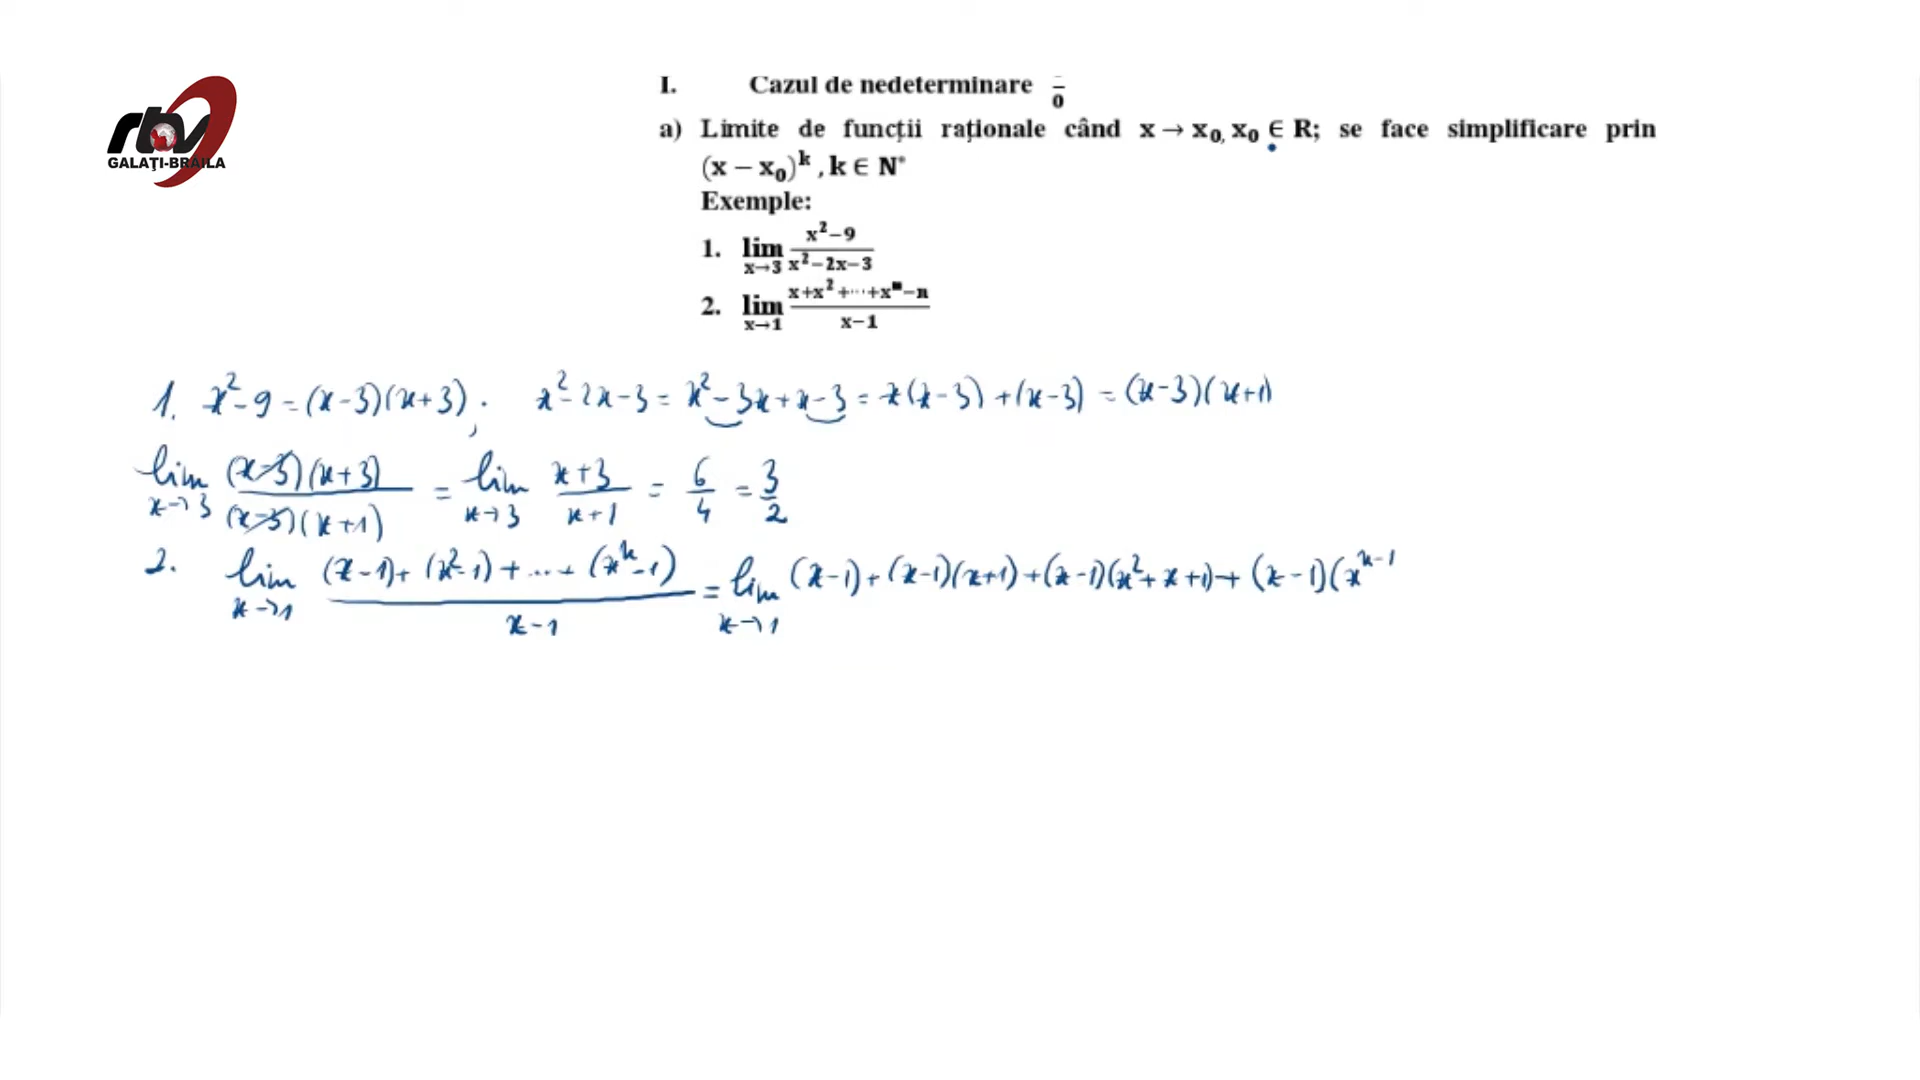 rtv
GALAŢI-BRĂILA
I. Cazul de nedeterminare 0
a) Limite de funcţii raţionale când x → x₀, x₀ ∈ R; se face simplificare prin
(x − x₀)^k , k ∈ N*
Exemple:
1. lim x→3 (x²−9)/(x²−2x−3)
2. lim x→1 (x+x²+⋯+xⁿ−n)/(x−1)
1. x²-9 = (x-3)(x+3) ; x²-2x-3 = x²-3x+x-3 = x(x-3)+(x-3) = (x-3)(x+1)
lim x→3 (x-3)(x+3)/(x-3)(x+1) = lim x→3 (x+3)/(x+1) = 6/4 = 3/2
2. lim x→1 ((x-1)+(x²-1)+...+(xⁿ-1))/(x-1) = lim x→1 (x-1)+(x-1)(x+1)+(x-1)(x²+x+1)+(x-1)(xⁿ⁻¹